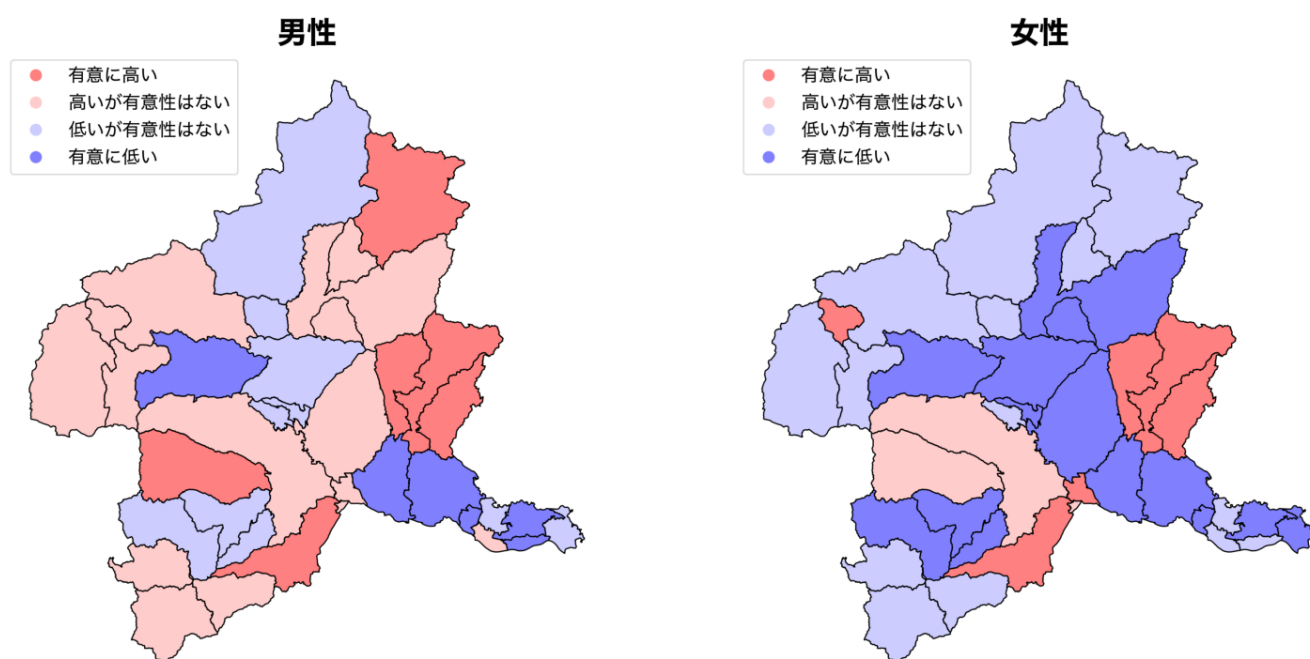 男性
有意に高い
高いが有意性はない
低いが有意性はない
有意に低い
女性
有意に高い
高いが有意性はない
低いが有意性はない
有意に低い